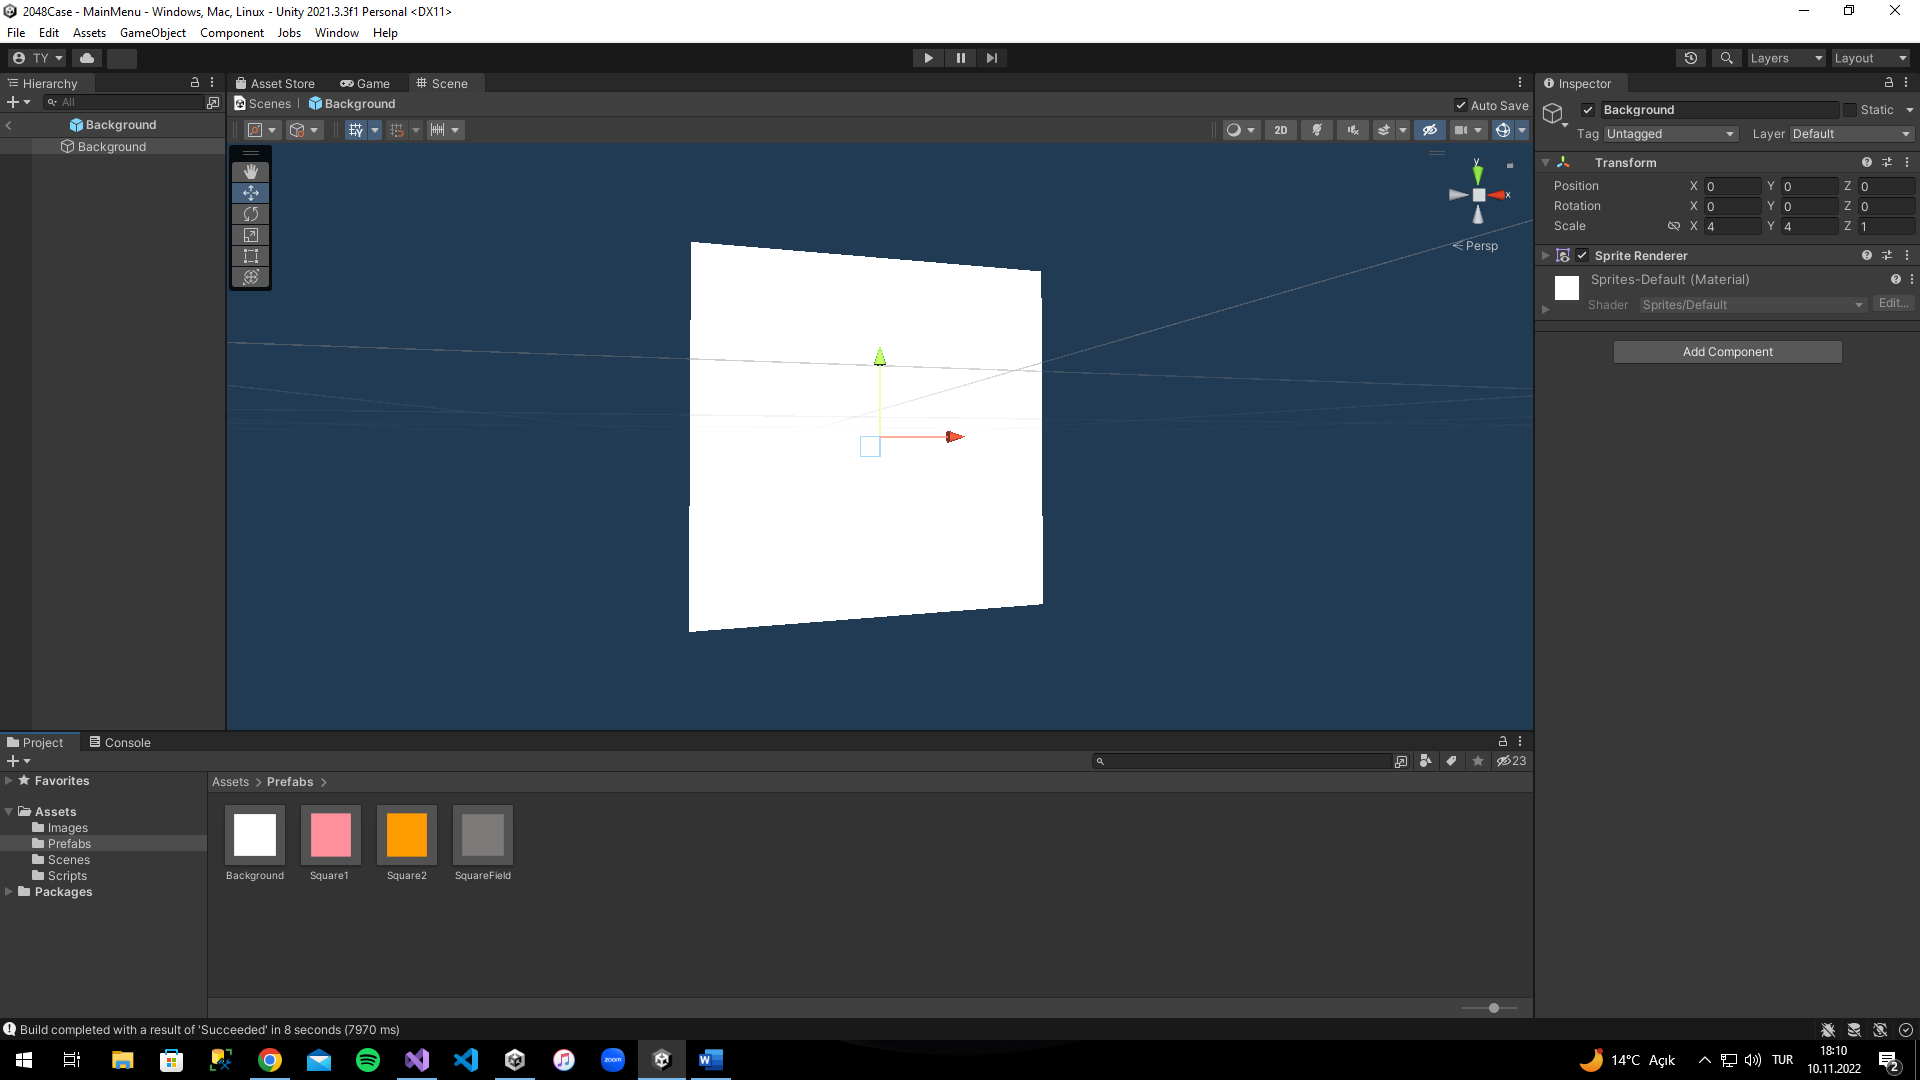 2048Case - MainMenu - Windows, Mac, Linux - Unity 2021.3.3f1 Personal <DX11>
File Edit Assets GameObject Component Jobs Window Help
TY
Layers Layout
Hierarchy
All
Background
Background
Asset Store Game Scene
Scenes Background
Auto Save
2D
y
x
Persp
Inspector
Background Static
Tag Untagged Layer Default
Transform
Position X 0 Y 0 Z 0
Rotation X 0 Y 0 Z 0
Scale X 4 Y 4 Z 1
Sprite Renderer
Sprites-Default (Material)
Shader Sprites/Default Edit...
Add Component
Project Console
23
Favorites
Assets
Images
Prefabs
Scenes
Scripts
Packages
Assets > Prefabs >
Background Square1 Square2 SquareField
Build completed with a result of 'Succeeded' in 8 seconds (7970 ms)
zoom
14°C Açık
TUR
18:10
10.11.2022
2